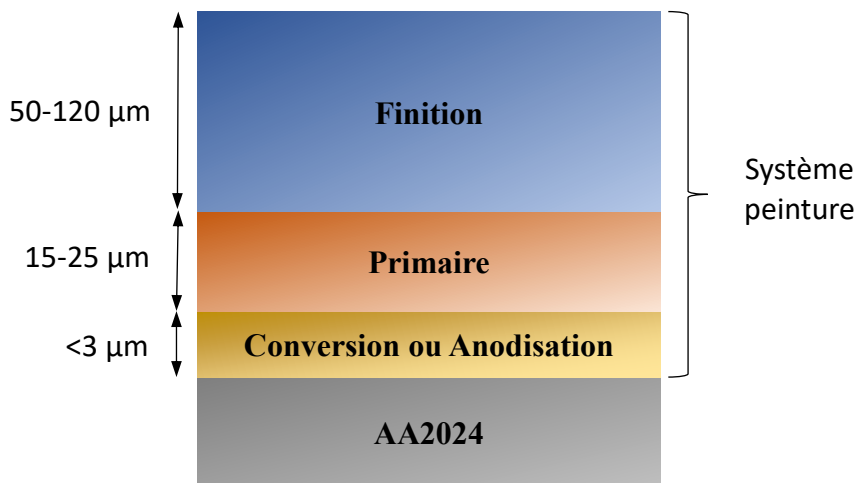 50-120 µm
Finition
Système
peinture
15-25 µm
Primaire
<3 µm
Conversion ou Anodisation
AA2024